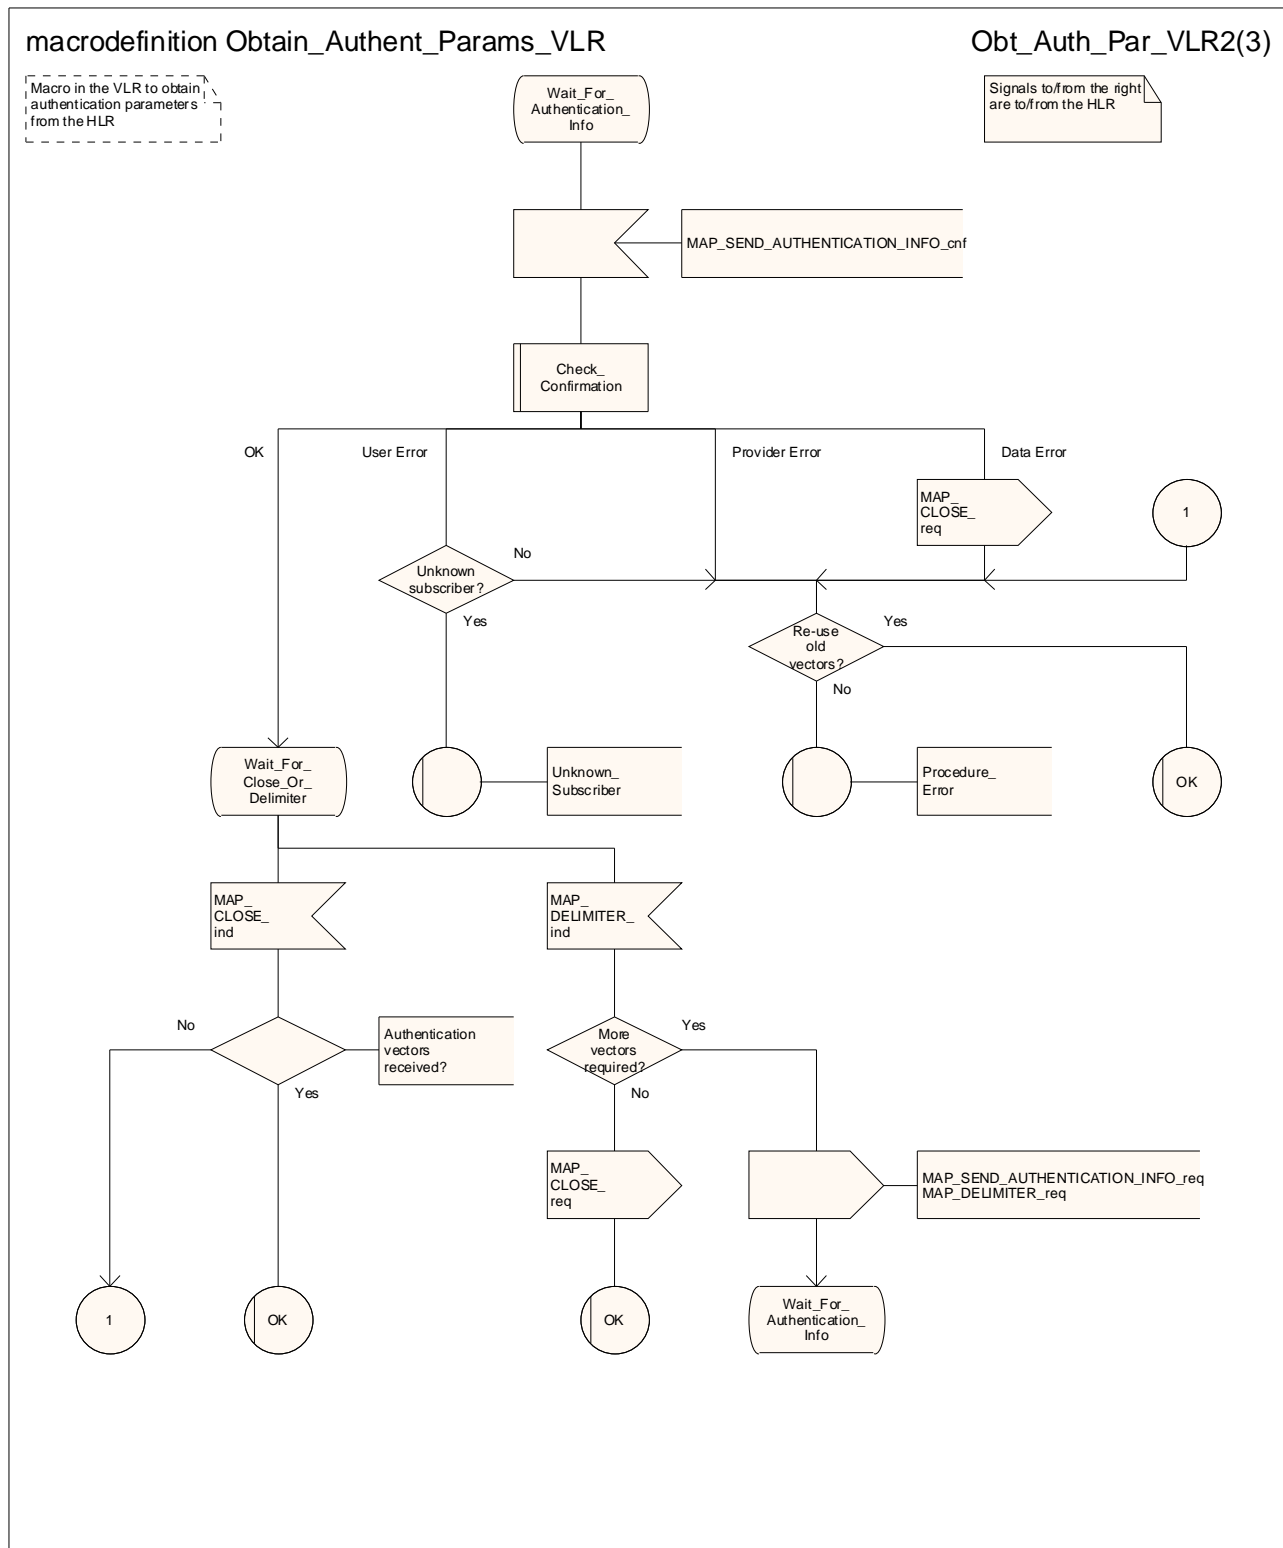 macrodefinition Obtain_Authent_Params_VLR
Obt_Auth_Par_VLR2(3)
Macro in the VLR to obtain
authentication parameters
from the HLR
Wait_For_
Authentication_
Info
Signals to/from the right
are to/from the HLR
MAP_SEND_AUTHENTICATION_INFO_cnf
Check_
Confirmation
OK
User Error
Provider Error
Data Error
MAP_
CLOSE_
req
1
Unknown
subscriber?
No
Yes
Re-use
old
vectors?
Yes
No
Wait_For_
Close_Or_
Delimiter
Unknown_
Subscriber
Procedure_
Error
OK
MAP_
CLOSE_
ind
MAP_
DELIMITER_
ind
No
Authentication
vectors
received?
Yes
More
vectors
required?
Yes
No
MAP_
CLOSE_
req
MAP_SEND_AUTHENTICATION_INFO_req
MAP_DELIMITER_req
1
OK
OK
Wait_For_
Authentication_
Info